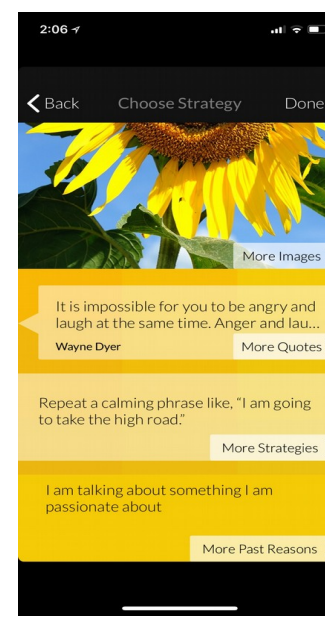 2:06
Back Choose Strategy Done
More Images
It is impossible for you to be angry and
laugh at the same time. Anger and lau...
Wayne Dyer More Quotes
Repeat a calming phrase like, “I am going
to take the high road.”
More Strategies
I am talking about something I am
passionate about
More Past Reasons